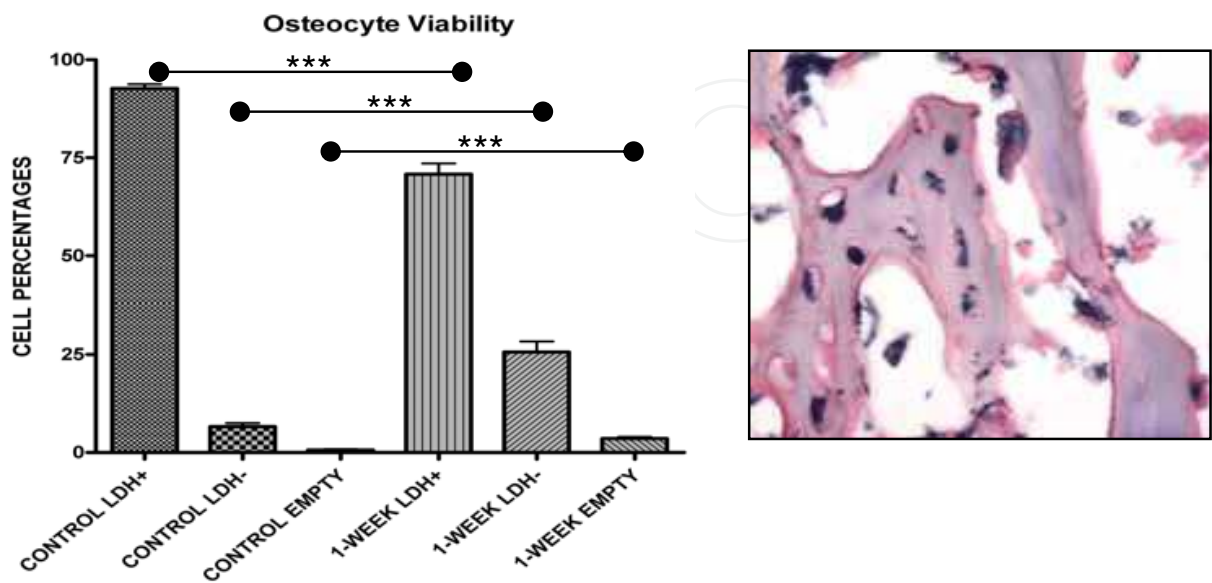 Osteocyte Viability
100
75
50
25
0
CELL PERCENTAGES
***
***
***
CONTROL LDH+
CONTROL LDH-
CONTROL EMPTY
1-WEEK LDH+
1-WEEK LDH-
1-WEEK EMPTY